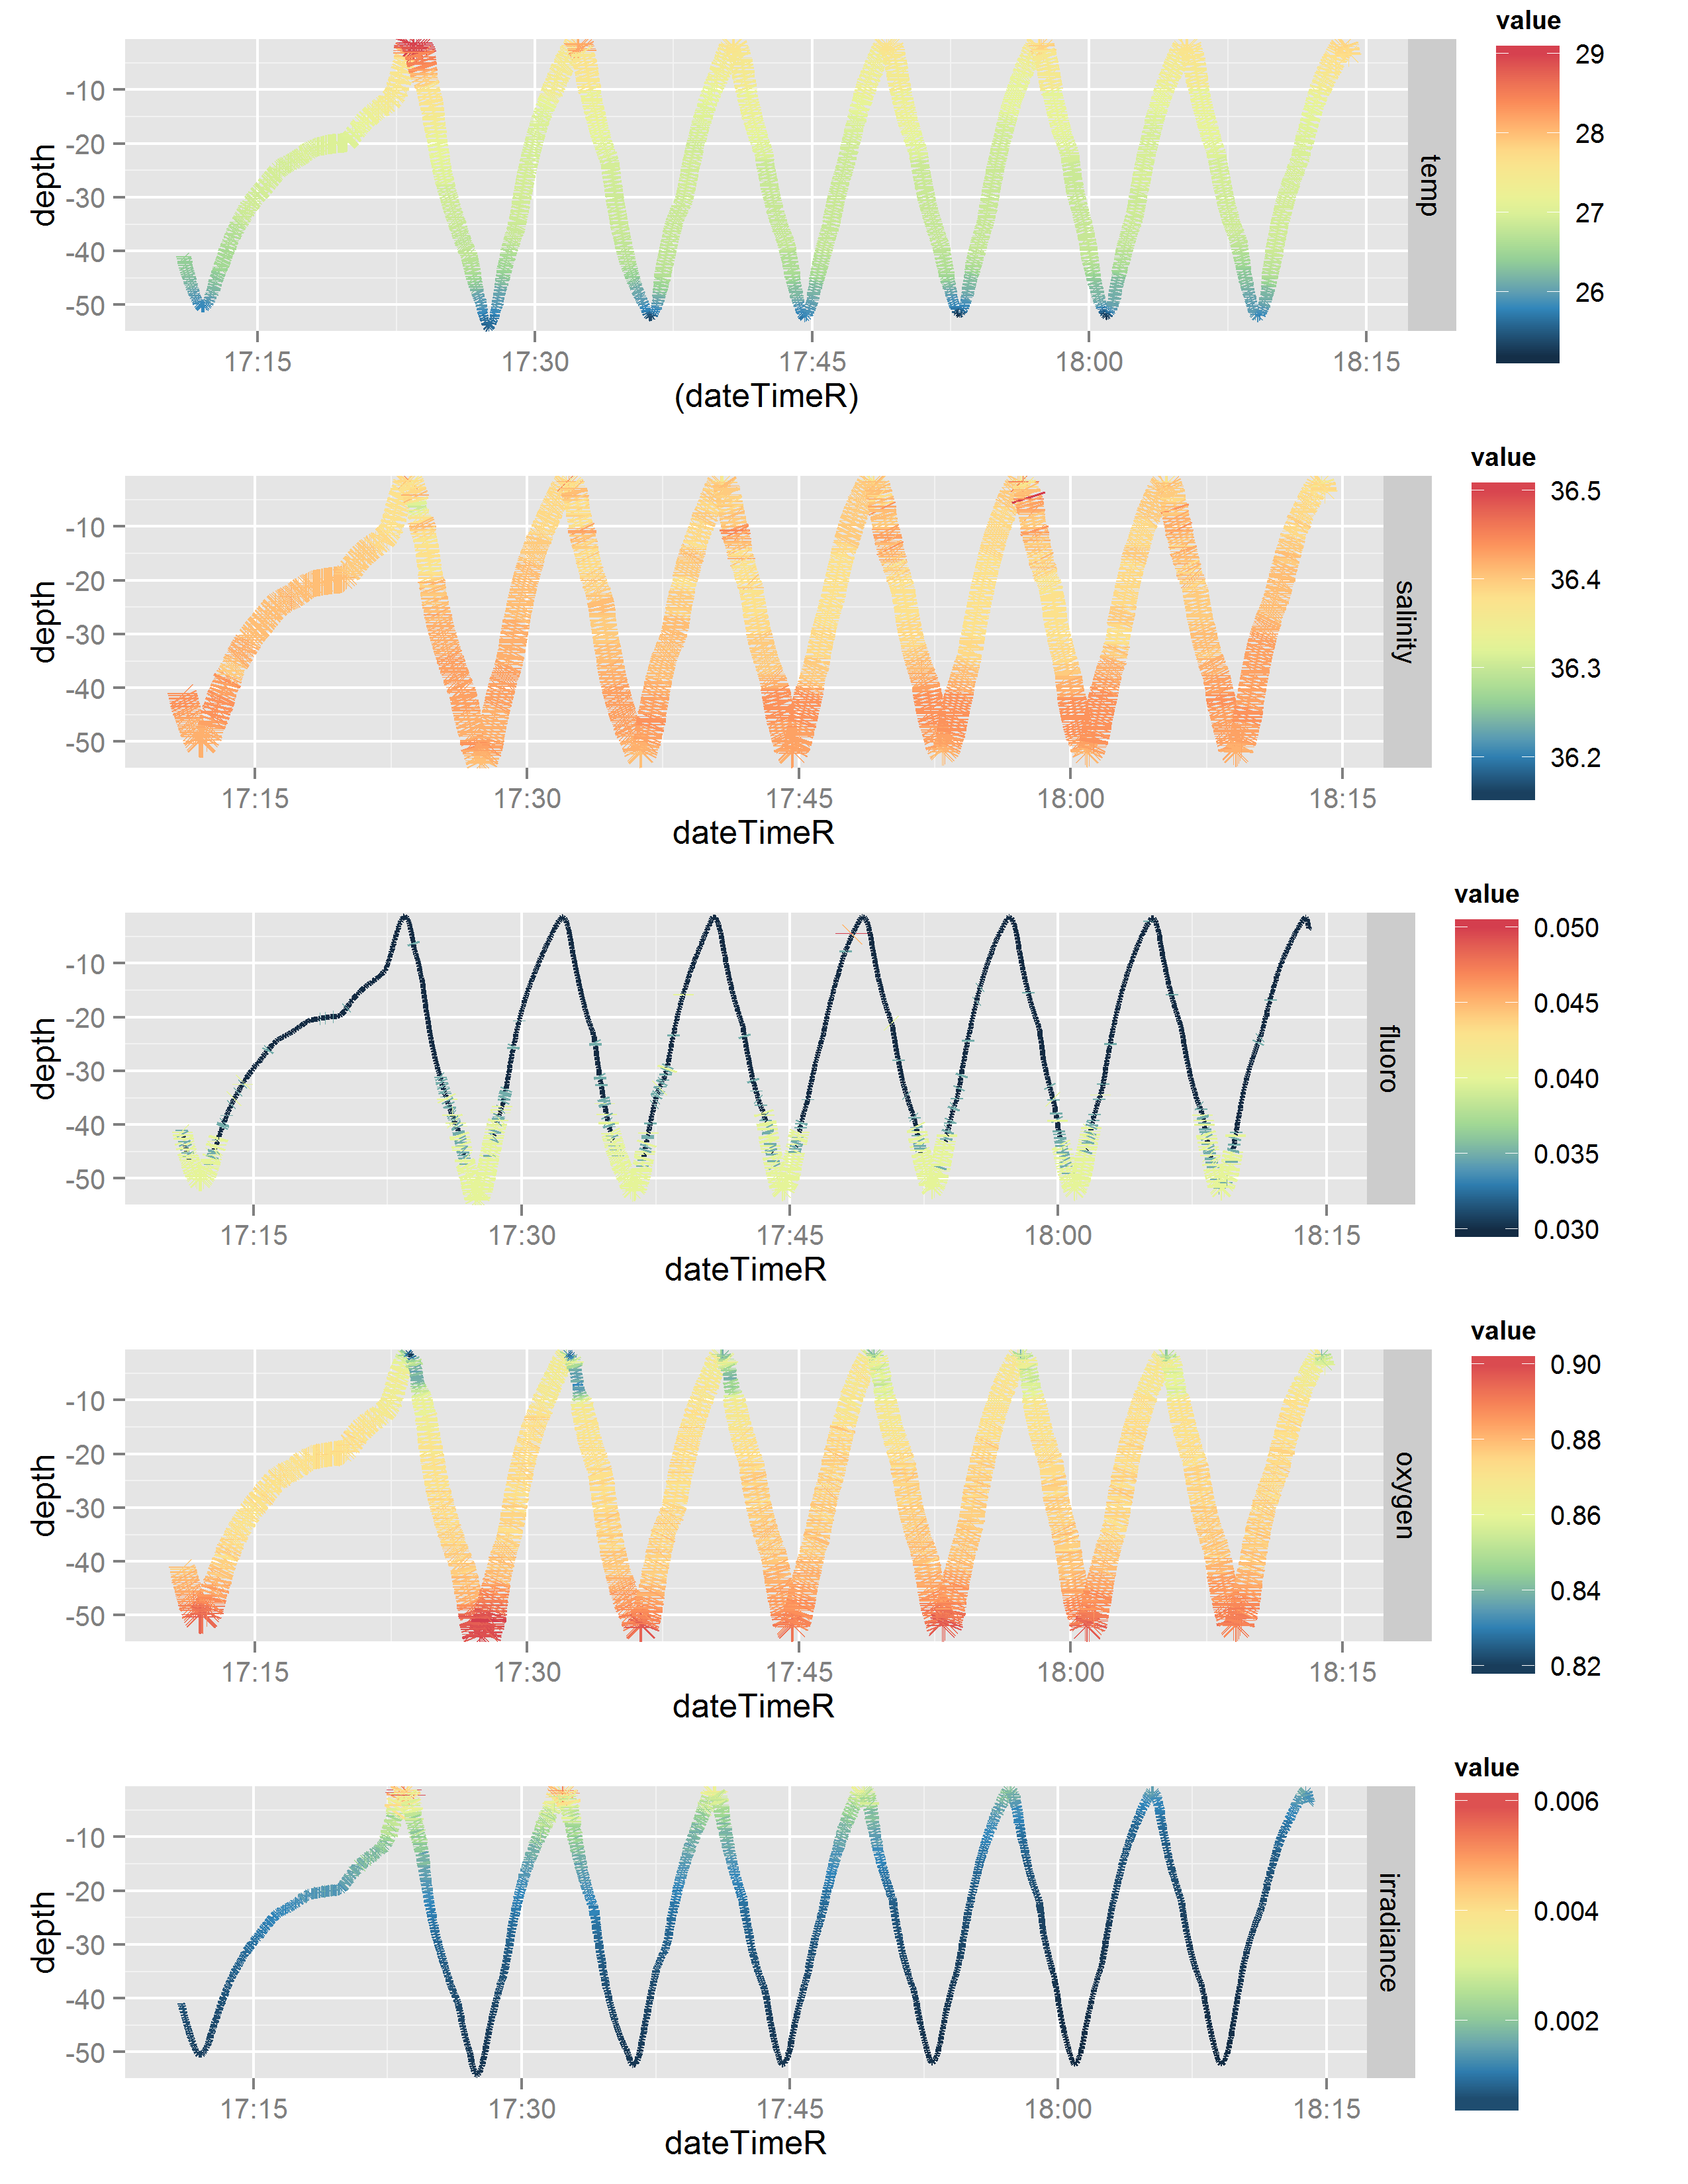 value
29
28
27
26
-10
-20
-30
-40
-50
depth
temp
17:15 17:30 17:45 18:00 18:15
(dateTimeR)
value
36.5
36.4
36.3
36.2
-10
-20
-30
-40
-50
depth
salinity
17:15 17:30 17:45 18:00 18:15
dateTimeR
value
0.050
0.045
0.040
0.035
0.030
-10
-20
-30
-40
-50
depth
fluoro
17:15 17:30 17:45 18:00 18:15
dateTimeR
value
0.90
0.88
0.86
0.84
0.82
-10
-20
-30
-40
-50
depth
oxygen
17:15 17:30 17:45 18:00 18:15
dateTimeR
value
0.006
0.004
0.002
-10
-20
-30
-40
-50
depth
irradiance
17:15 17:30 17:45 18:00 18:15
dateTimeR